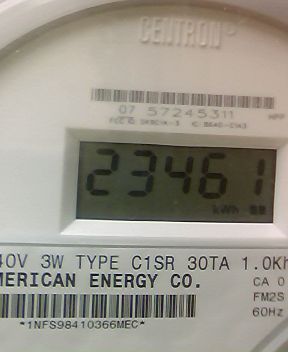 CENTRON
07 57245311
23461
kWh
40V 3W TYPE C1SR 30TA 1.0Kh
MERICAN ENERGY CO.
CA 0
FM2S
60Hz
*1NFS98410366MEC*